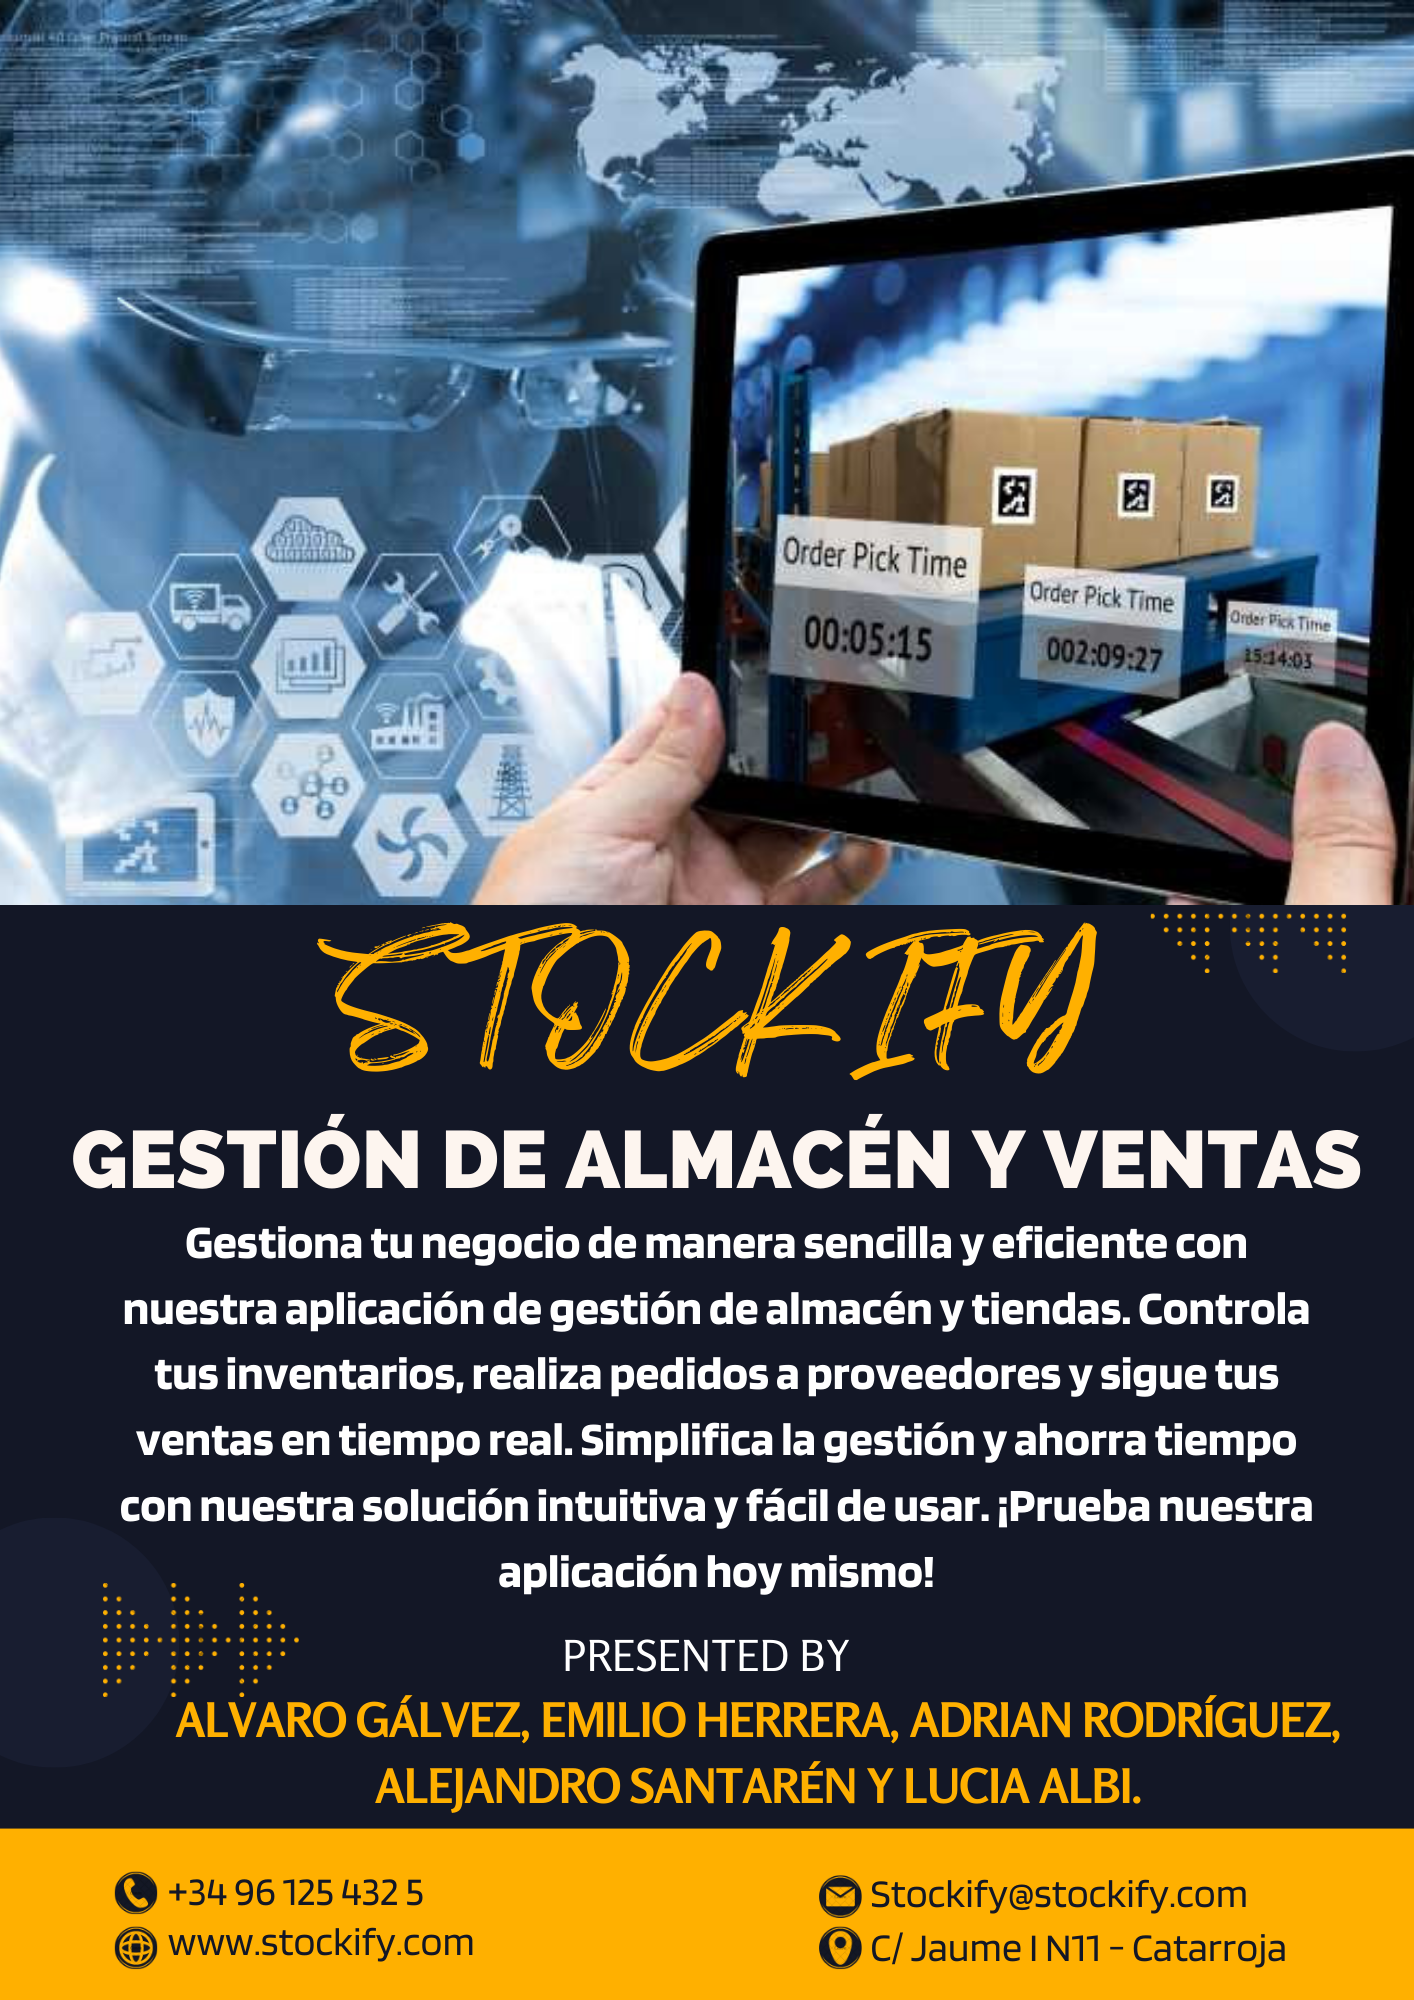 Order Pick Time
00:05:15
Order Pick Time
002:09:27
Order Pick Time
15:14:03
STOCKIFY
GESTIÓN DE ALMACÉN Y VENTAS
Gestiona tu negocio de manera sencilla y eficiente con
nuestra aplicación de gestión de almacén y tiendas. Controla
tus inventarios, realiza pedidos a proveedores y sigue tus
ventas en tiempo real. Simplifica la gestión y ahorra tiempo
con nuestra solución intuitiva y fácil de usar. ¡Prueba nuestra
aplicación hoy mismo!
PRESENTED BY
ALVARO GÁLVEZ, EMILIO HERRERA, ADRIAN RODRÍGUEZ,
ALEJANDRO SANTARÉN Y LUCIA ALBI.
+34 96 125 432 5
www.stockify.com
Stockify@stockify.com
C/ Jaume I N11 - Catarroja